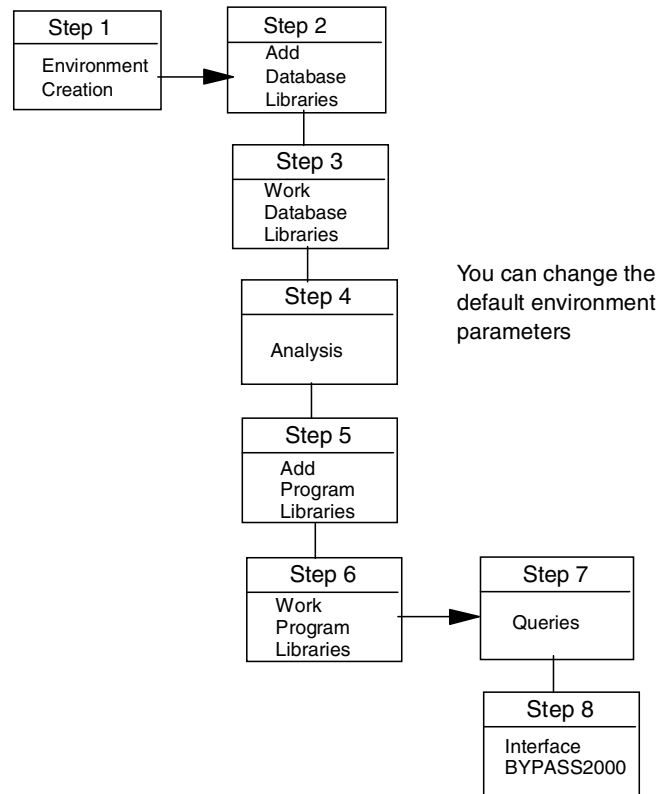 Step 1
Environment
Creation
Step 2
Add
Database
Libraries
Step 3
Work
Database
Libraries
You can change the
default environment
parameters
Step 4
Analysis
Step 5
Add
Program
Libraries
Step 6
Work
Program
Libraries
Step 7
Queries
Step 8
Interface
BYPASS2000